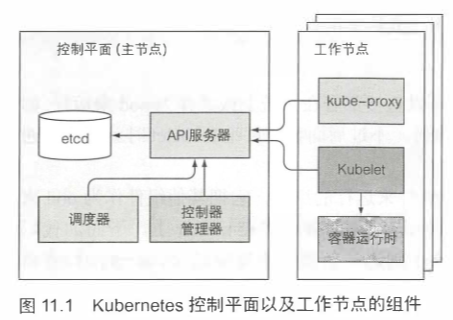 控制平面 (主节点)
工作节点
etcd
API服务器
kube-proxy
Kubelet
调度器
控制器
管理器
容器运行时
图 11.1 Kubernetes 控制平面以及工作节点的组件